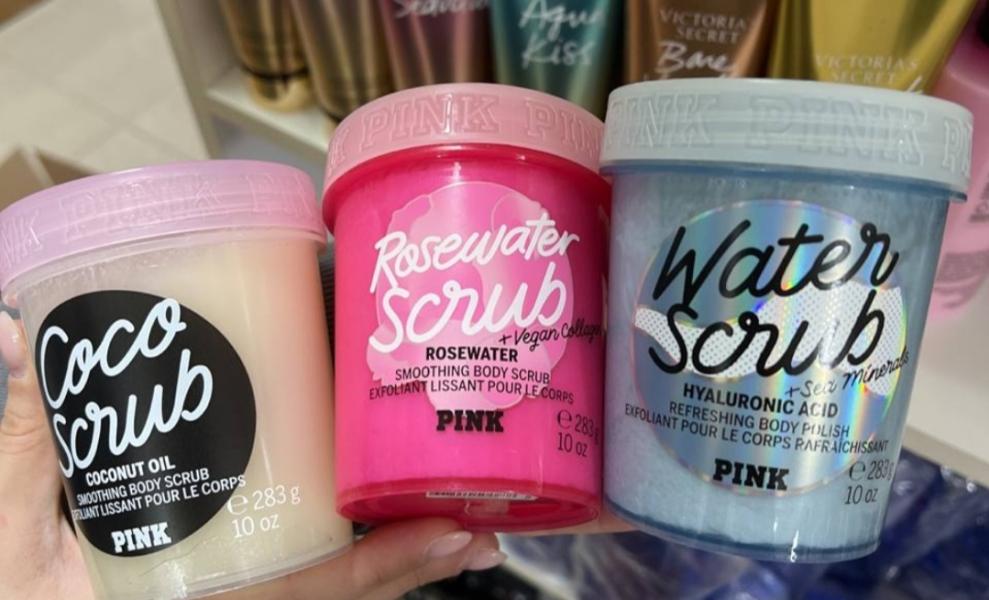 Aqua
Kiss
VICTORIA
SECRET
Bare
VICTORIA'S
SECRET
PINK
Coco
Scrub
COCONUT OIL
SMOOTHING BODY SCRUB
EXFOLIANT LISSANT POUR LE CORPS
PINK
e 283 g
10 oz
PINK
Rosewater
Scrub
+ Vegan Collagen
ROSEWATER
SMOOTHING BODY SCRUB
EXFOLIANT LISSANT POUR LE CORPS
PINK
e 283
10 oz
PINK PINK
Water
Scrub
+ Sea Minerals
HYALURONIC ACID
REFRESHING BODY POLISH
EXFOLIANT POUR LE CORPS RAFRAÎCHISSANT
PINK
e 283 g
10 oz